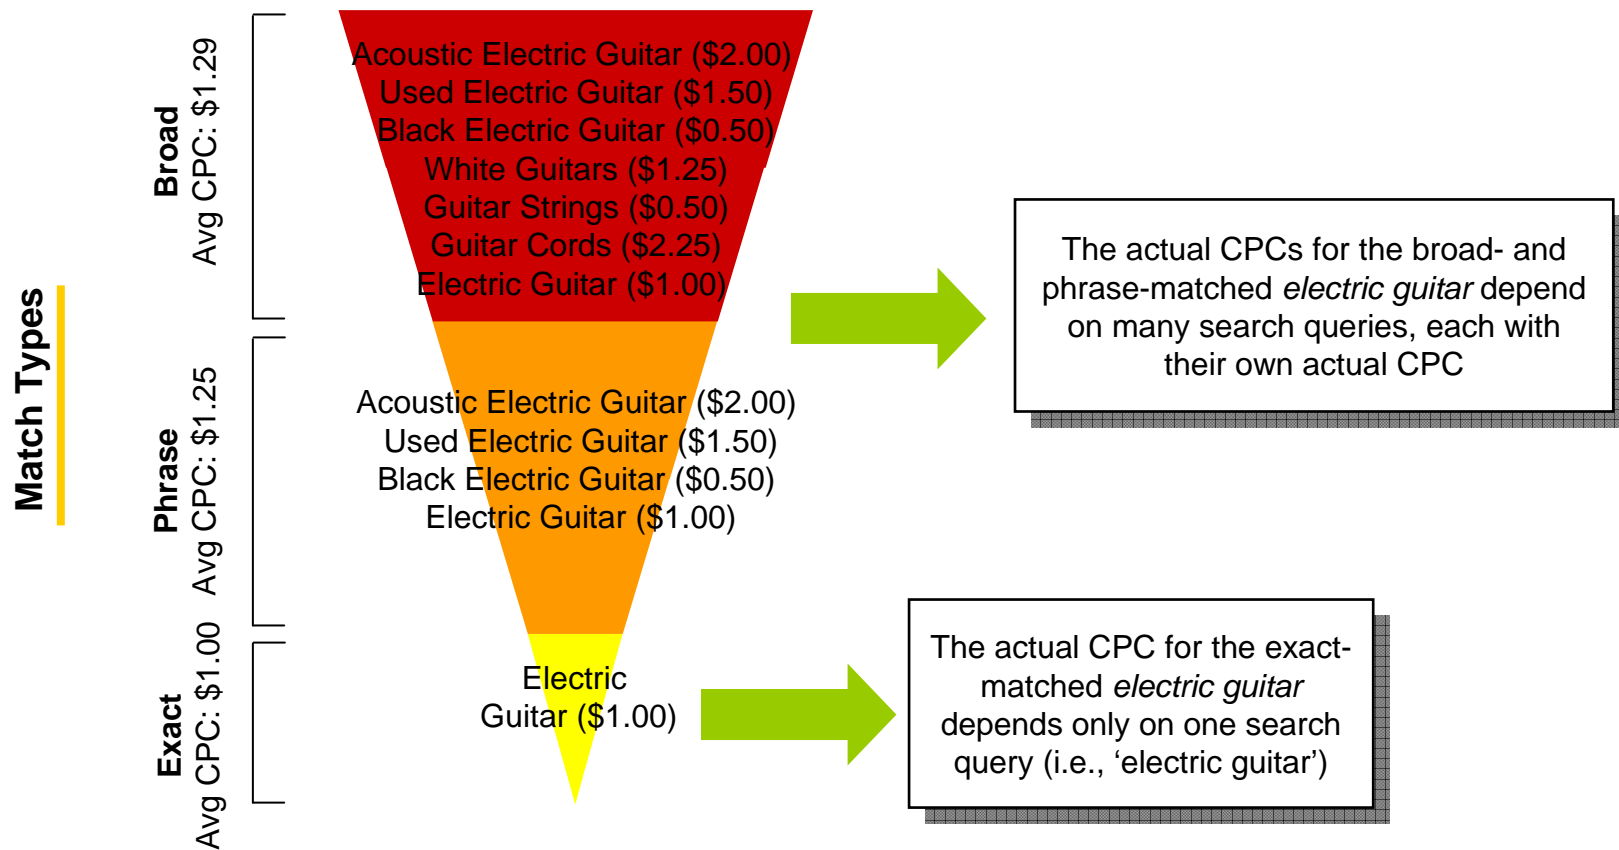 Match Types
Broad
Avg CPC: $1.29
Acoustic Electric Guitar ($2.00)
Used Electric Guitar ($1.50)
Black Electric Guitar ($0.50)
White Guitars ($1.25)
Guitar Strings ($0.50)
Guitar Cords ($2.25)
Electric Guitar ($1.00)
The actual CPCs for the broad- and
phrase-matched electric guitar depend
on many search queries, each with
their own actual CPC
Phrase
Avg CPC: $1.25
Acoustic Electric Guitar ($2.00)
Used Electric Guitar ($1.50)
Black Electric Guitar ($0.50)
Electric Guitar ($1.00)
Exact
Avg CPC: $1.00
Electric
Guitar ($1.00)
The actual CPC for the exact-
matched electric guitar
depends only on one search
query (i.e., ‘electric guitar’)